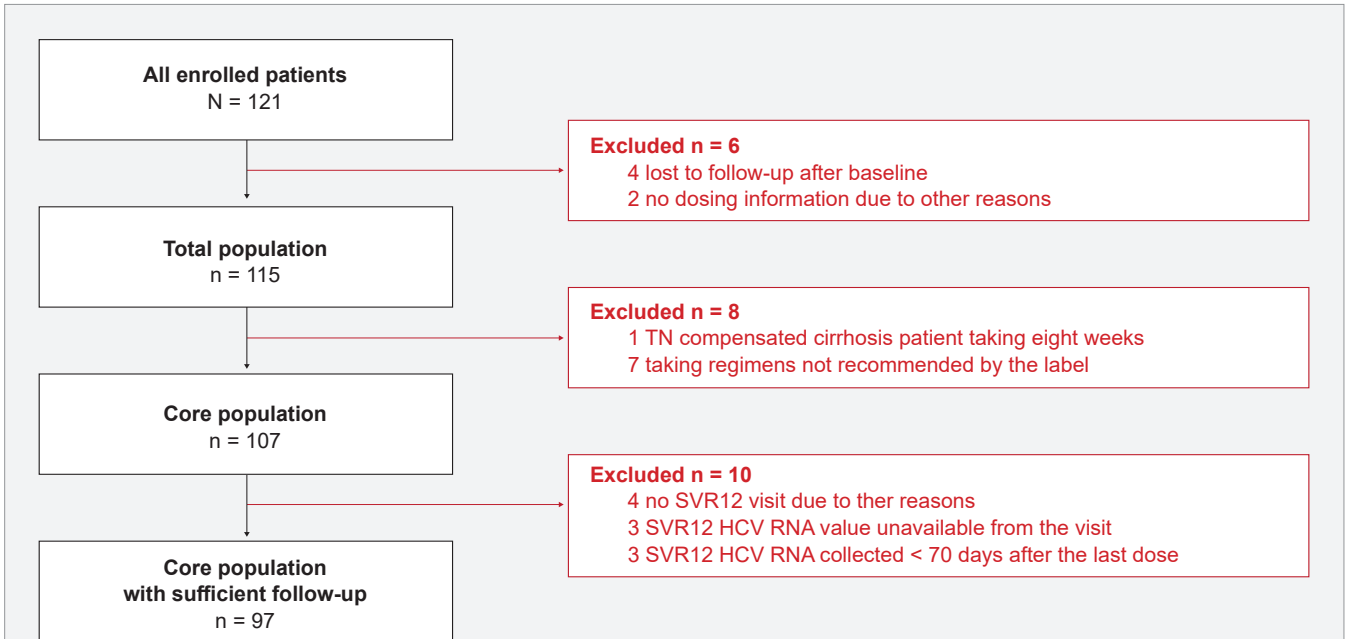 All enrolled patients
N = 121
Excluded n = 6
4 lost to follow-up after baseline
2 no dosing information due to other reasons
Total population
n = 115
Excluded n = 8
1 TN compensated cirrhosis patient taking eight weeks
7 taking regimens not recommended by the label
Core population
n = 107
Excluded n = 10
4 no SVR12 visit due to ther reasons
3 SVR12 HCV RNA value unavailable from the visit
3 SVR12 HCV RNA collected < 70 days after the last dose
Core population
with sufficient follow-up
n = 97